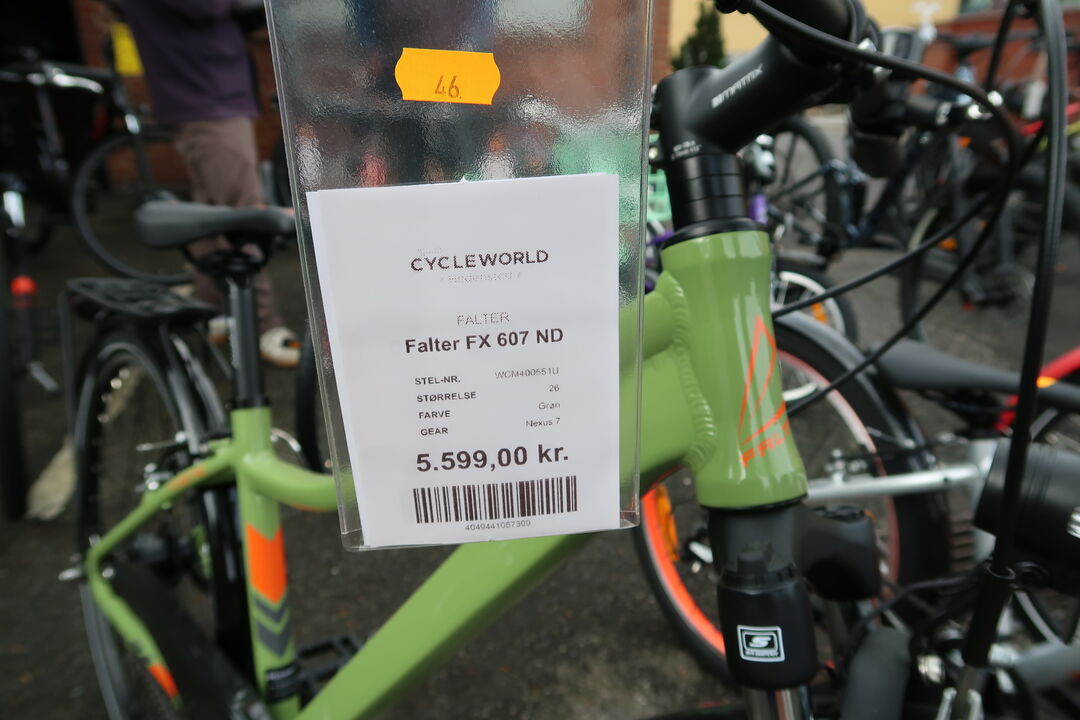 46.
CYCLEWORLD
FALTER
Falter FX 607 ND
STEL-NR. WCM400551U
STØRRELSE 26
FARVE Grøn
GEAR Nexus 7
5.599,00 kr.
4049441057309